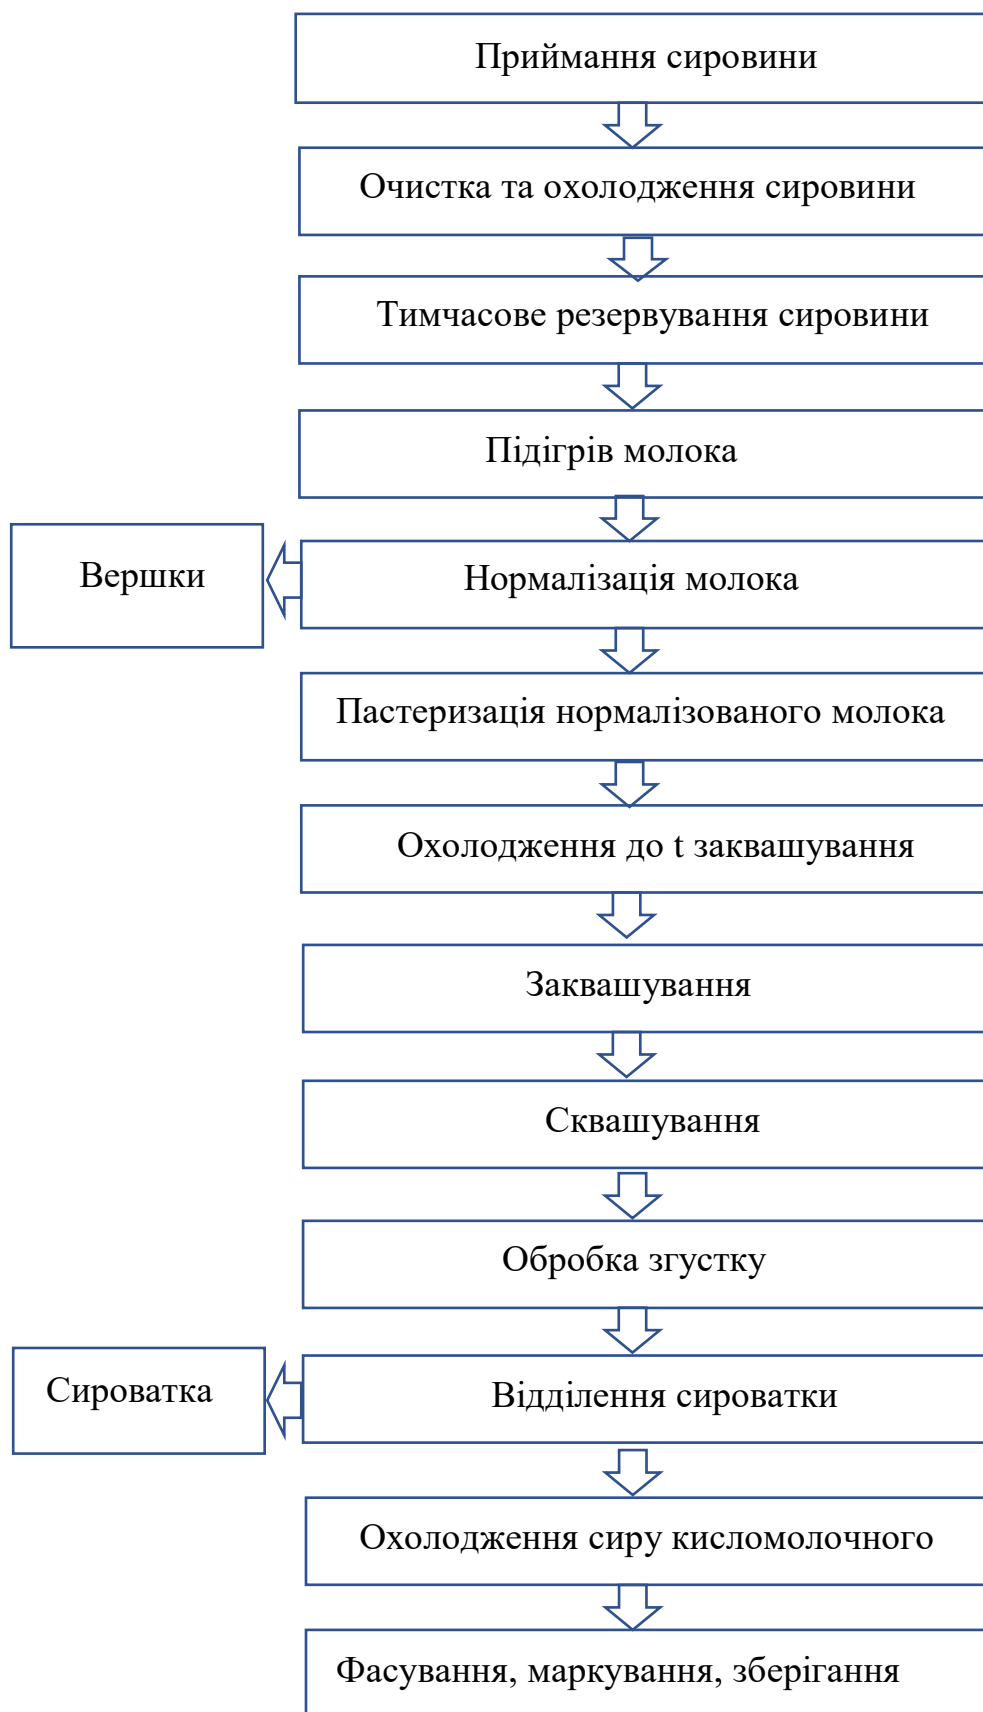 Приймання сировини
Очистка та охолодження сировини
Тимчасове резервування сировини
Підігрів молока
Вершки
Нормалізація молока
Пастеризація нормалізованого молока
Охолодження до t заквашування
Заквашування
Сквашування
Обробка згустку
Сироватка
Відділення сироватки
Охолодження сиру кисломолочного
Фасування, маркування, зберігання